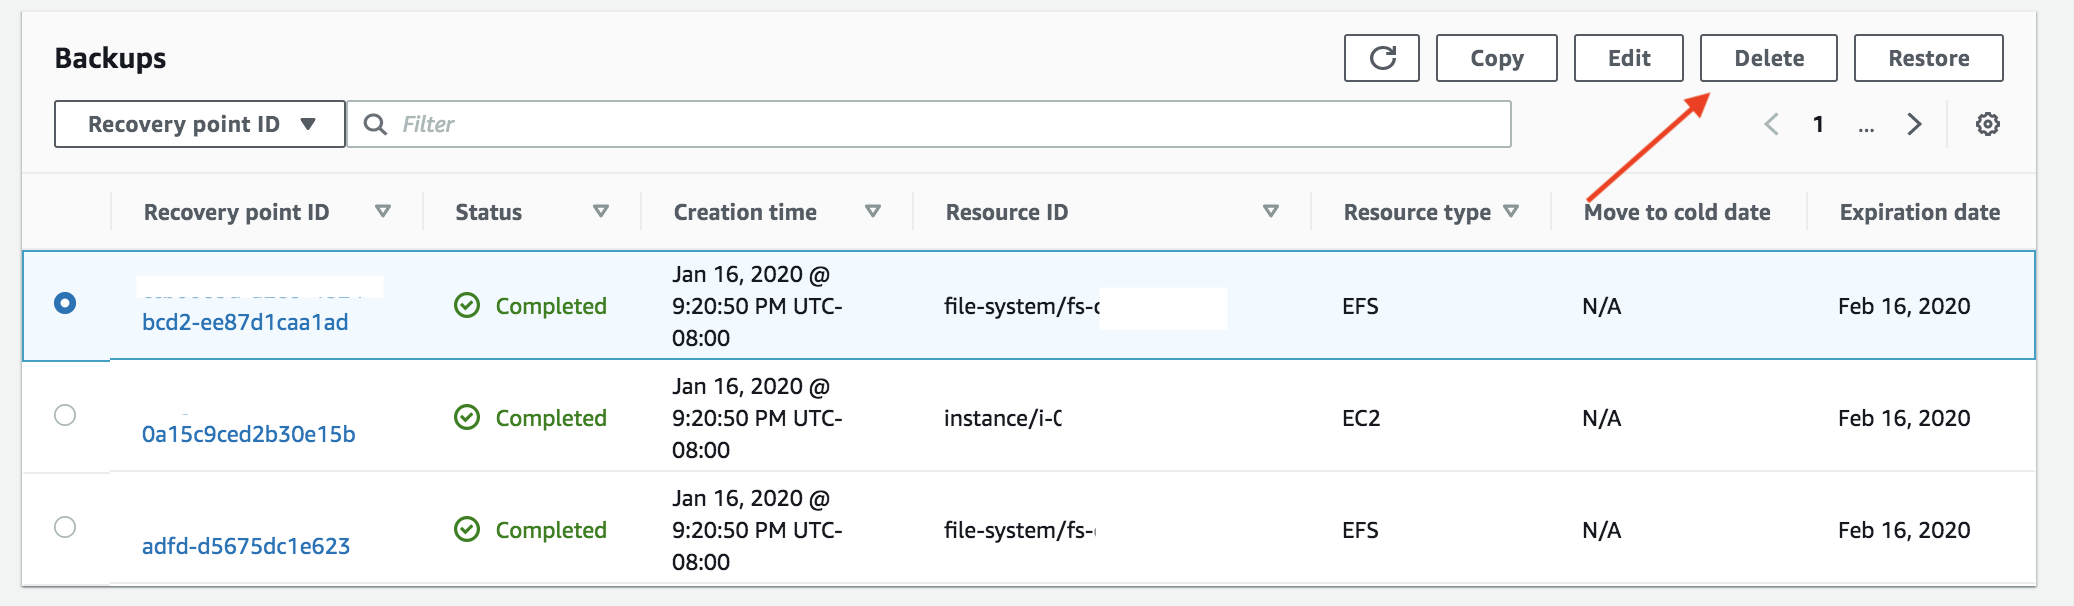 Backups
Copy
Edit
Delete
Restore
Recovery point ID
Filter
1
...
Recovery point ID
Status
Creation time
Resource ID
Resource type
Move to cold date
Expiration date
bcd2-ee87d1caa1ad
Completed
Jan 16, 2020 @
9:20:50 PM UTC-
08:00
file-system/fs-
EFS
N/A
Feb 16, 2020
0a15c9ced2b30e15b
Completed
Jan 16, 2020 @
9:20:50 PM UTC-
08:00
instance/i-
EC2
N/A
Feb 16, 2020
adfd-d5675dc1e623
Completed
Jan 16, 2020 @
9:20:50 PM UTC-
08:00
file-system/fs-
EFS
N/A
Feb 16, 2020